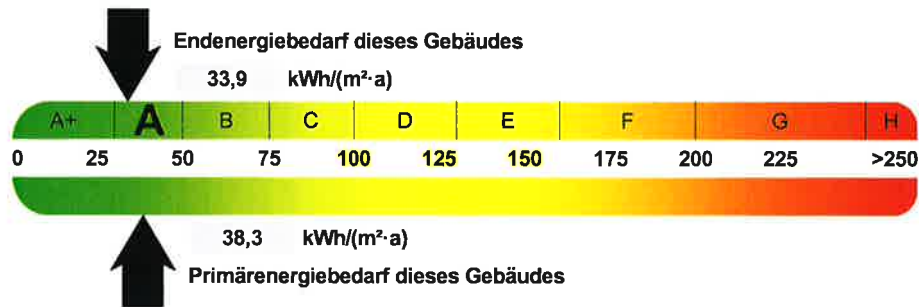 Endenergiebedarf dieses Gebäudes
33,9 kWh/(m²·a)
A+ A B C D E F G H
0 25 50 75 100 125 150 175 200 225 >250
38,3 kWh/(m²·a)
Primärenergiebedarf dieses Gebäudes